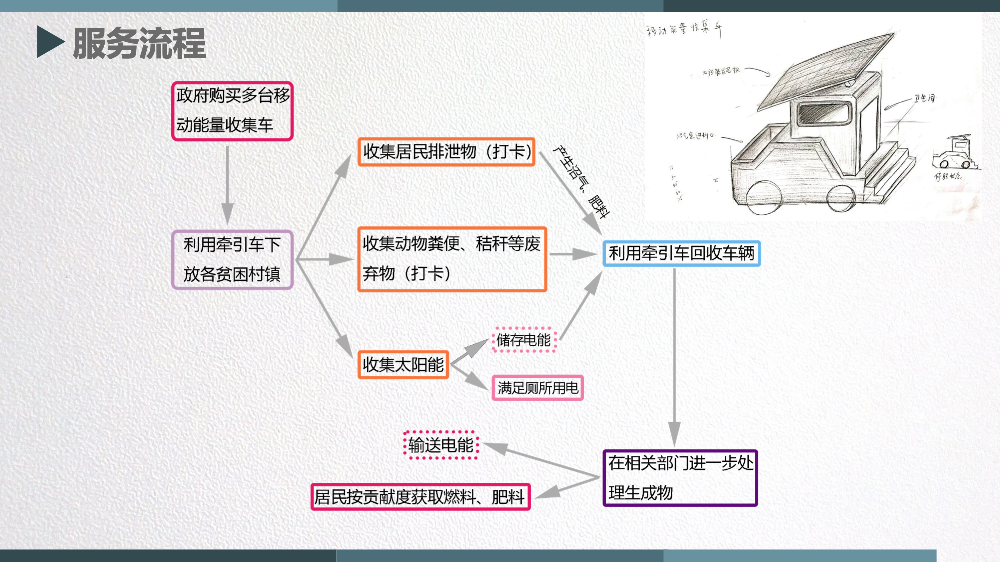 服务流程
移动能量收集车
太阳能发电板
卫生间
沼气室进料口
停驻状态
政府购买多台移
动能量收集车
利用牵引车下
放各贫困村镇
收集居民排泄物（打卡）
产生沼气、肥料
收集动物粪便、秸秆等废
弃物（打卡）
收集太阳能
储存电能
满足厕所用电
利用牵引车回收车辆
在相关部门进一步处
理生成物
输送电能
居民按贡献度获取燃料、肥料